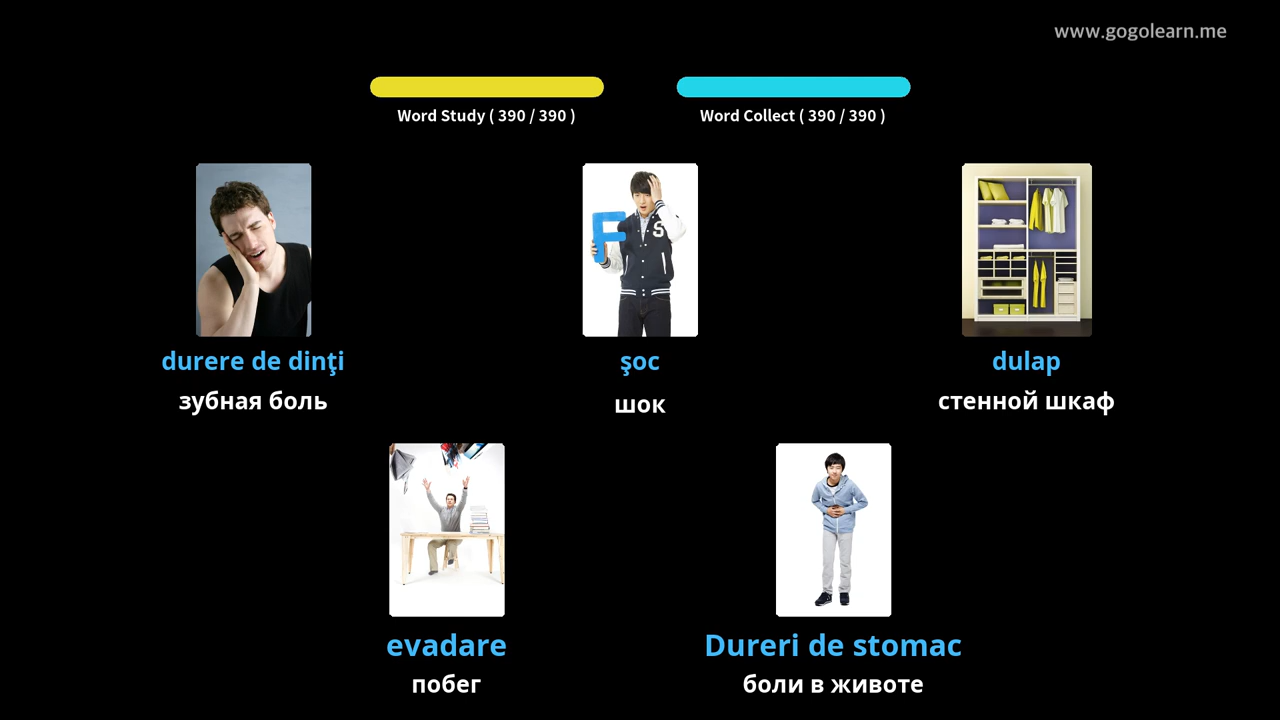 www.gogolearn.me
Word Study ( 390 / 390 )
Word Collect ( 390 / 390 )
durere de dinţi
şoc
dulap
зубная боль
шок
стенной шкаф
F
S
evadare
Dureri de stomac
побег
боли в животе